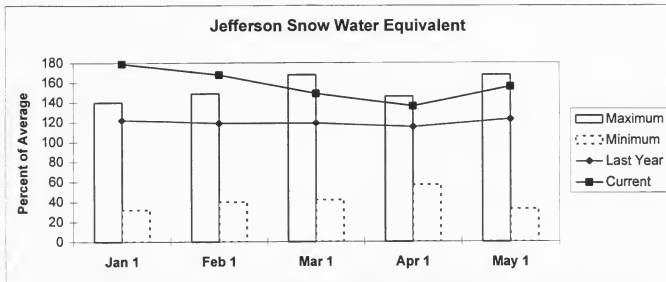 Jefferson Snow Water Equivalent
Percent of Average
180
160
140
120
100
80
60
40
20
0
Jan 1
Feb 1
Mar 1
Apr 1
May 1
Maximum
Minimum
Last Year
Current